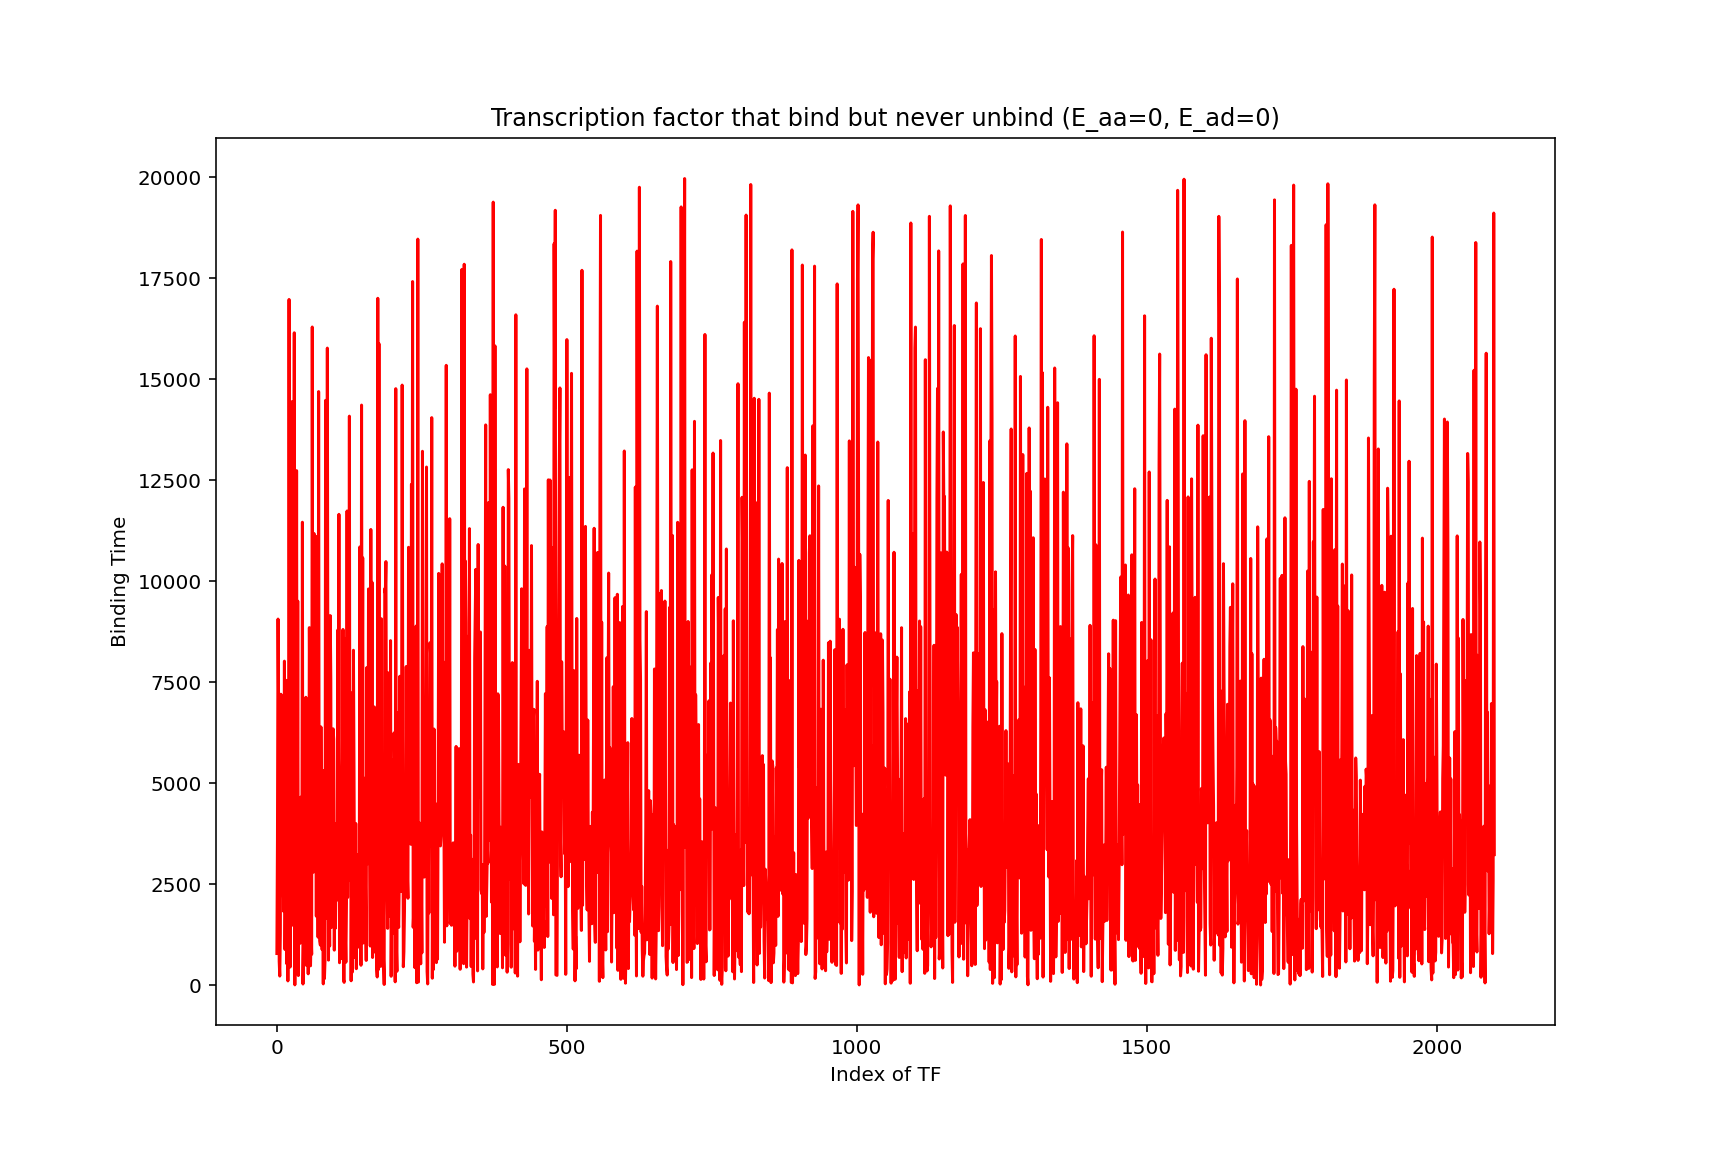 Transcription factor that bind but never unbind (E_aa=0, E_ad=0)
20000
17500
15000
12500
10000
7500
5000
2500
0
Binding Time
0 500 1000 1500 2000
Index of TF